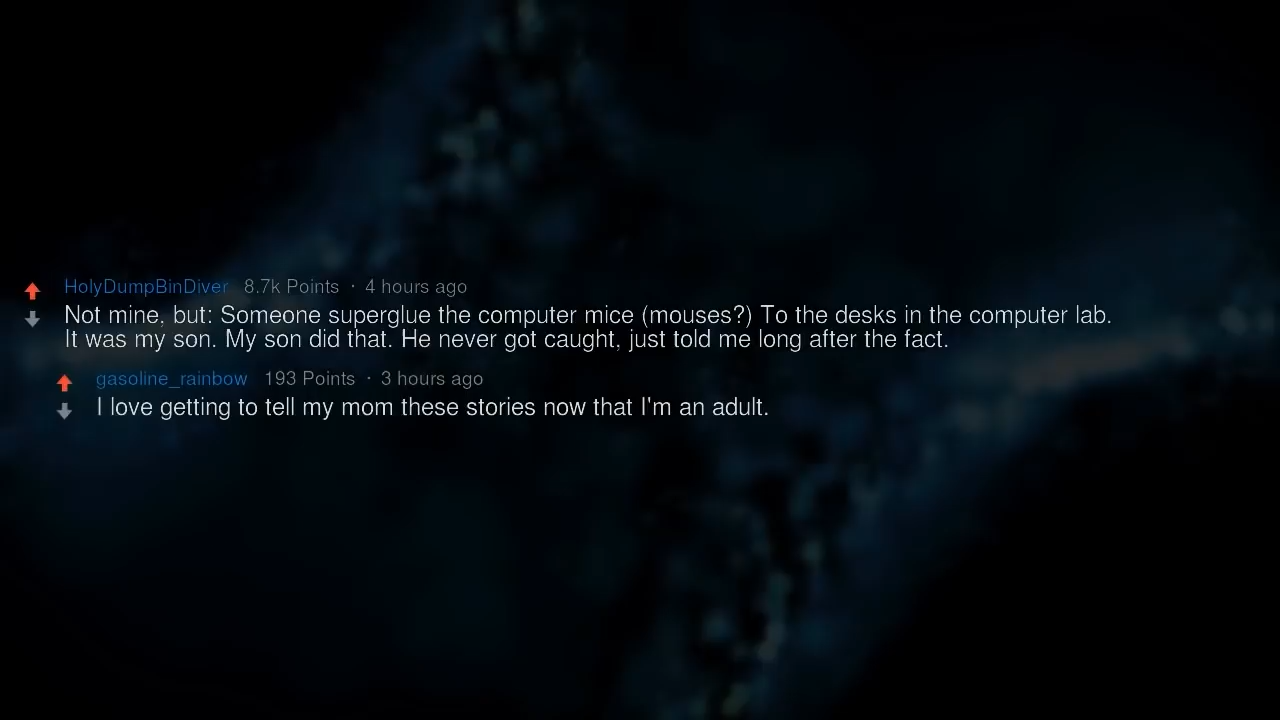 HolyDumpBinDiver 8.7k Points · 4 hours ago
Not mine, but: Someone superglue the computer mice (mouses?) To the desks in the computer lab.
It was my son. My son did that. He never got caught, just told me long after the fact.
gasoline_rainbow 193 Points · 3 hours ago
I love getting to tell my mom these stories now that I'm an adult.